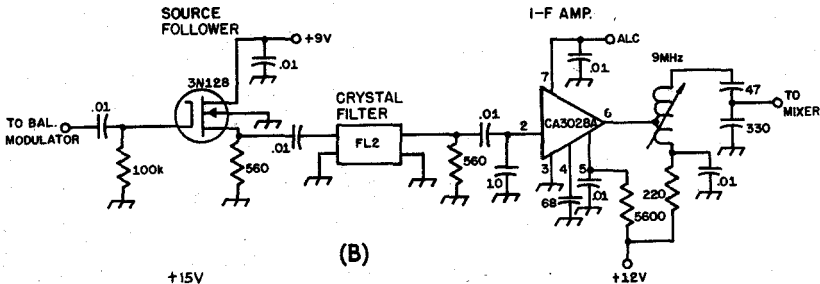 SOURCE
FOLLOWER
+9V
.01
3N128
.01
TO BAL.
MODULATOR
100k
560
.01
CRYSTAL
FILTER
FL2
560
.01
10
I-F AMP.
ALC
.01
7
2
CA3028A
6
3
4
5
68
.01
5600
220
+12V
9MHz
47
TO
MIXER
330
.01
(B)
+15V